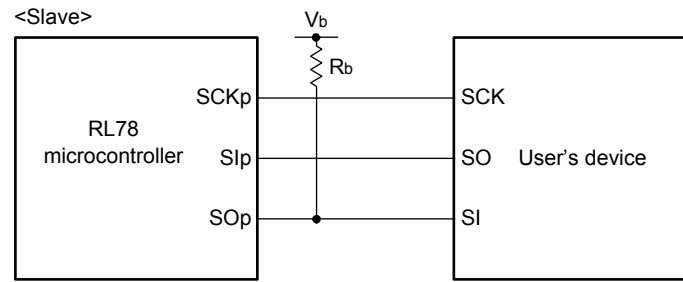 <Slave>
Vb
Rb
SCKp
SCK
RL78
microcontroller
SIp
SO
User's device
SOp
SI